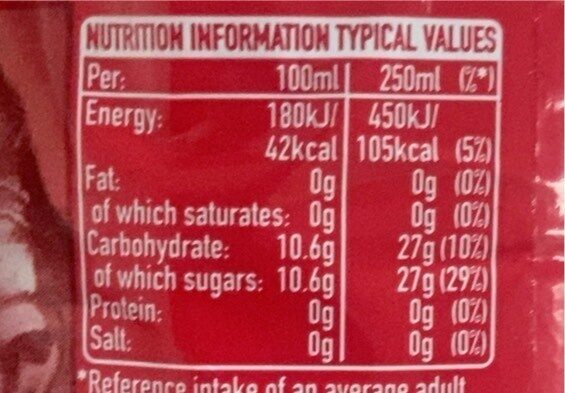 NUTRITION INFORMATION TYPICAL VALUES
Per: 100ml 250ml (%*)
Energy: 180kJ/ 450kJ/
42kcal 105kcal (5%)
Fat: 0g 0g (0%)
of which saturates: 0g 0g (0%)
Carbohydrate: 10.6g 27g (10%)
of which sugars: 10.6g 27g (29%)
Protein: 0g 0g (0%)
Salt: 0g 0g (0%)
*Reference intake of an average adult